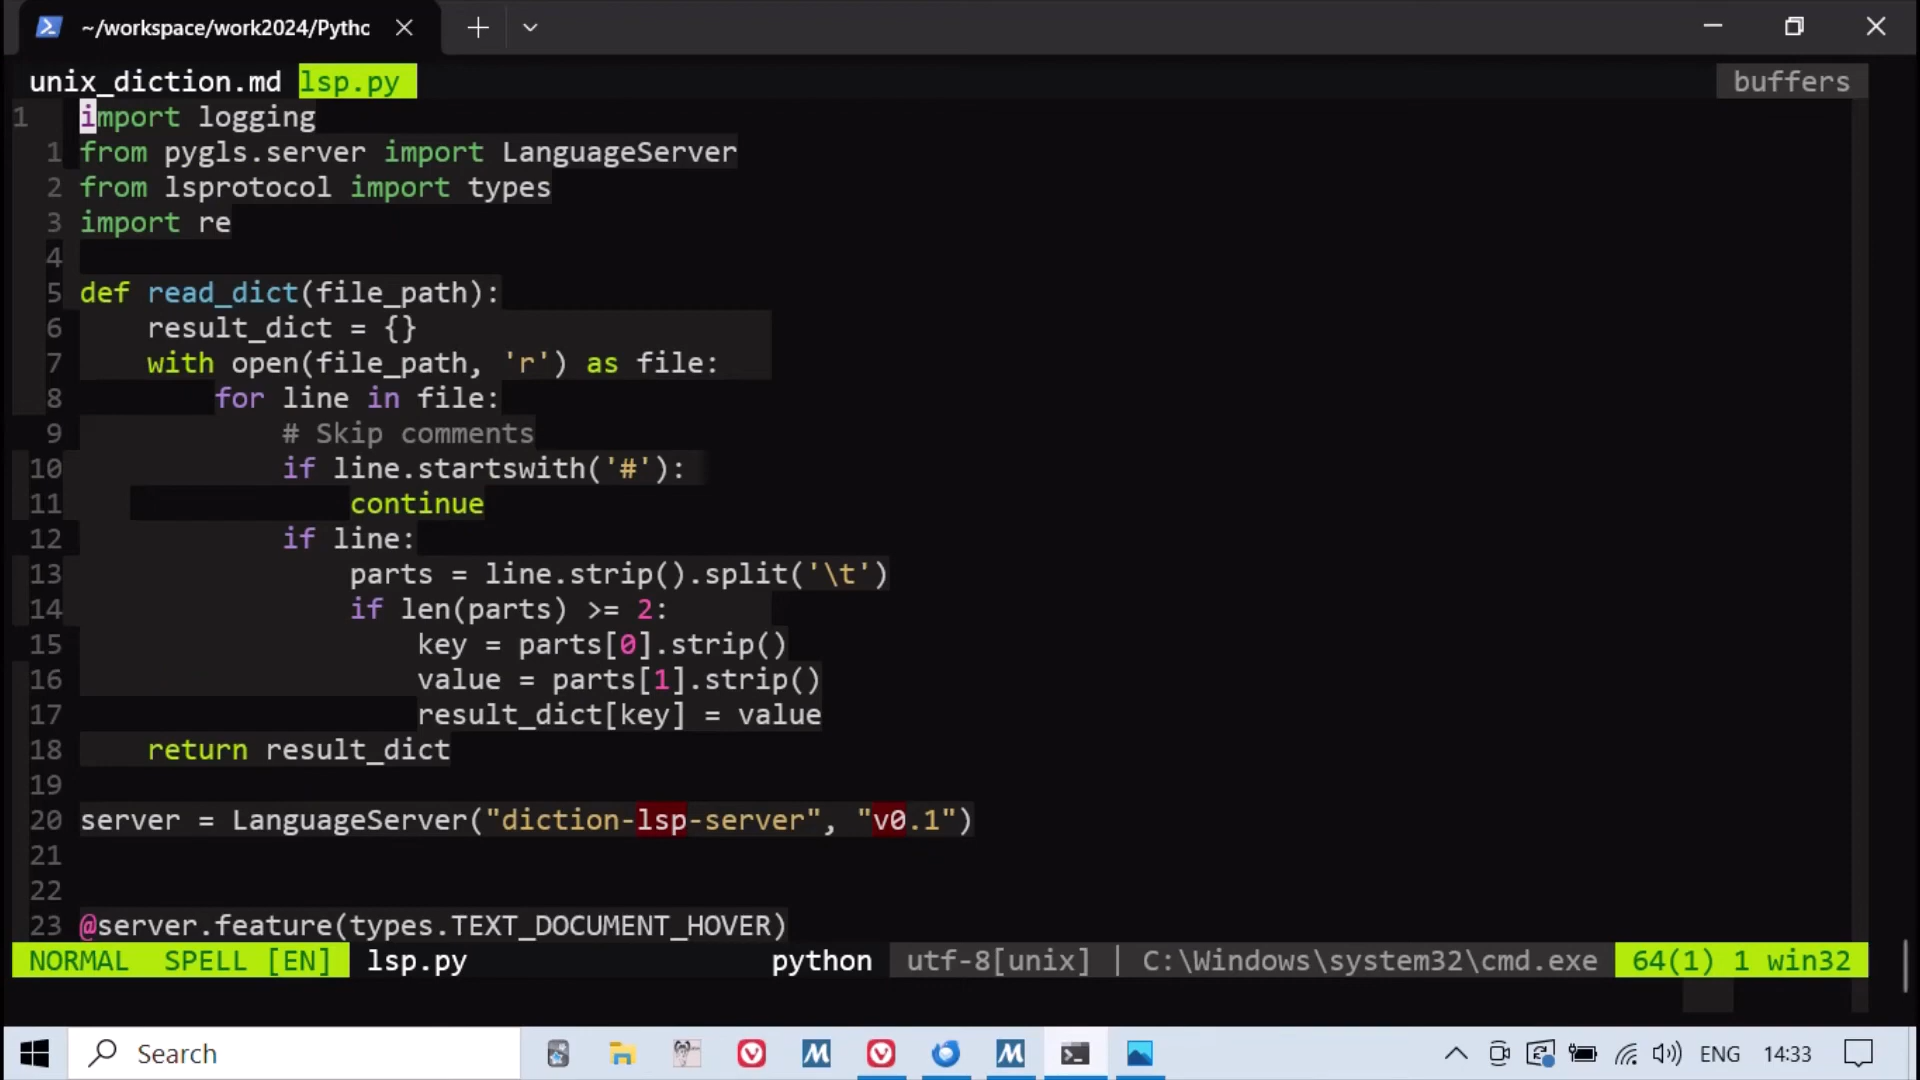 ~/workspace/work2024/Pythc
unix_diction.md lsp.py buffers
1 import logging
1 from pygls.server import LanguageServer
2 from lsprotocol import types
3 import re
4
5 def read_dict(file_path):
6 result_dict = {}
7 with open(file_path, 'r') as file:
8 for line in file:
9 # Skip comments
10 if line.startswith('#'):
11 continue
12 if line:
13 parts = line.strip().split('\t')
14 if len(parts) >= 2:
15 key = parts[0].strip()
16 value = parts[1].strip()
17 result_dict[key] = value
18 return result_dict
19
20 server = LanguageServer("diction-lsp-server", "v0.1")
21
22
23 @server.feature(types.TEXT_DOCUMENT_HOVER)
NORMAL SPELL [EN] lsp.py python utf-8[unix] | C:\Windows\system32\cmd.exe 64(1) 1 win32
Search ENG 14:33